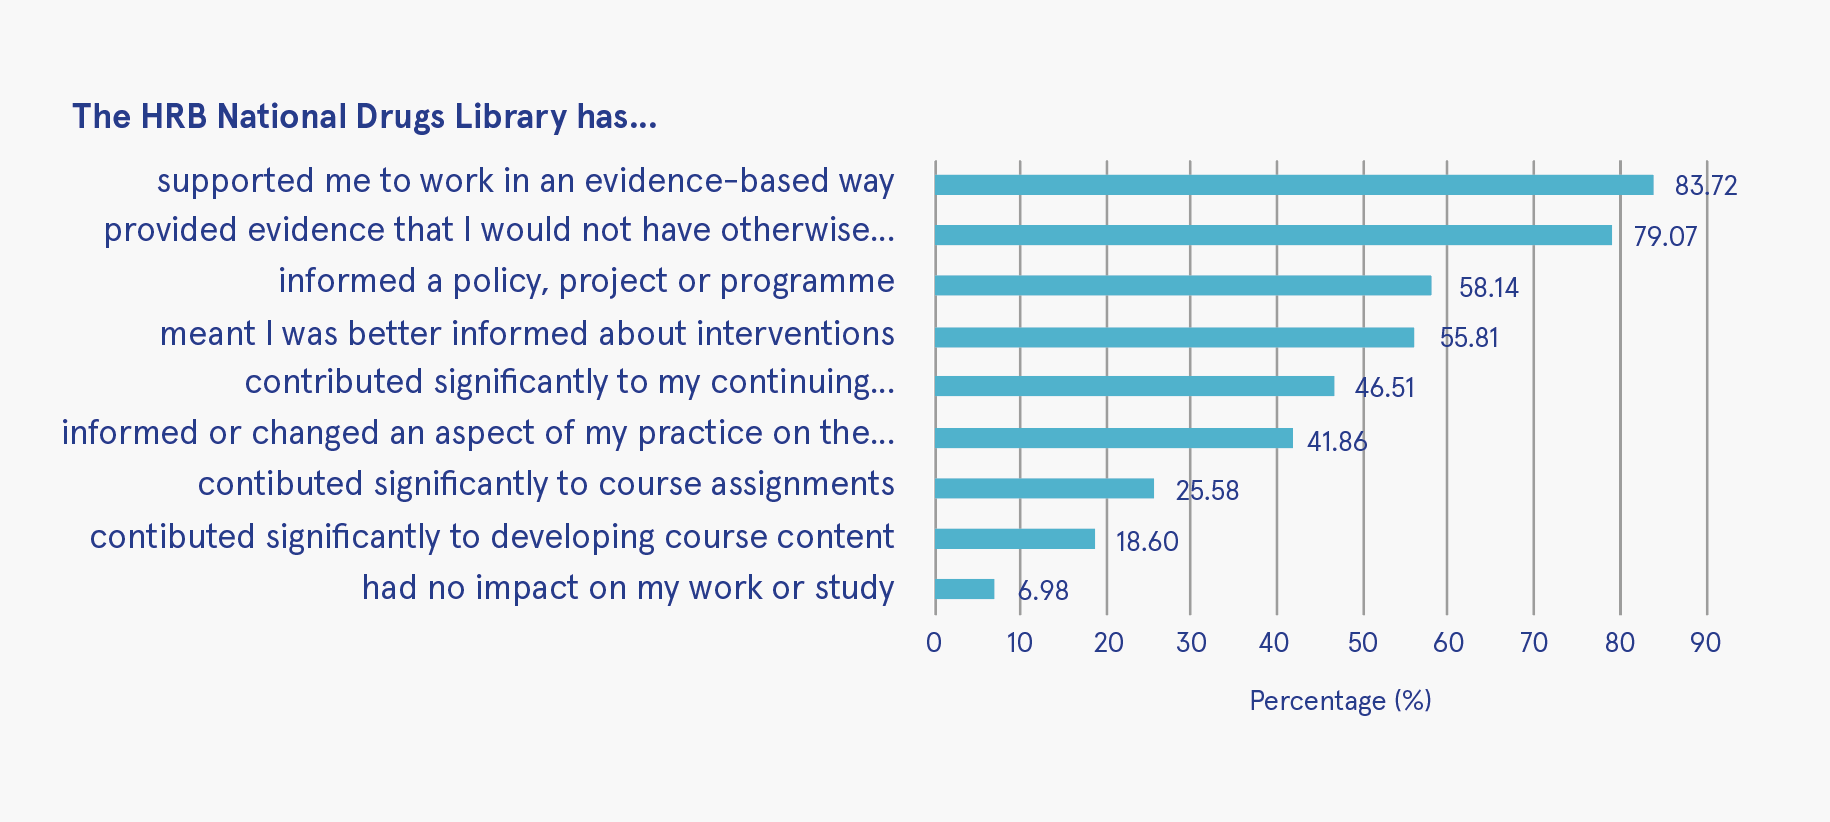 The HRB National Drugs Library has...
supported me to work in an evidence-based way 83.72
provided evidence that I would not have otherwise... 79.07
informed a policy, project or programme 58.14
meant I was better informed about interventions 55.81
contributed significantly to my continuing... 46.51
informed or changed an aspect of my practice on the... 41.86
contibuted significantly to course assignments 25.58
contibuted significantly to developing course content 18.60
had no impact on my work or study 6.98
0 10 20 30 40 50 60 70 80 90
Percentage (%)